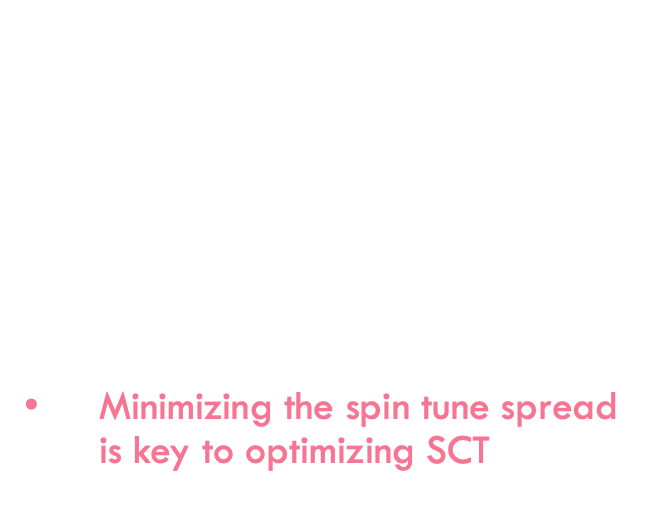 • Minimizing the spin tune spread
is key to optimizing SCT